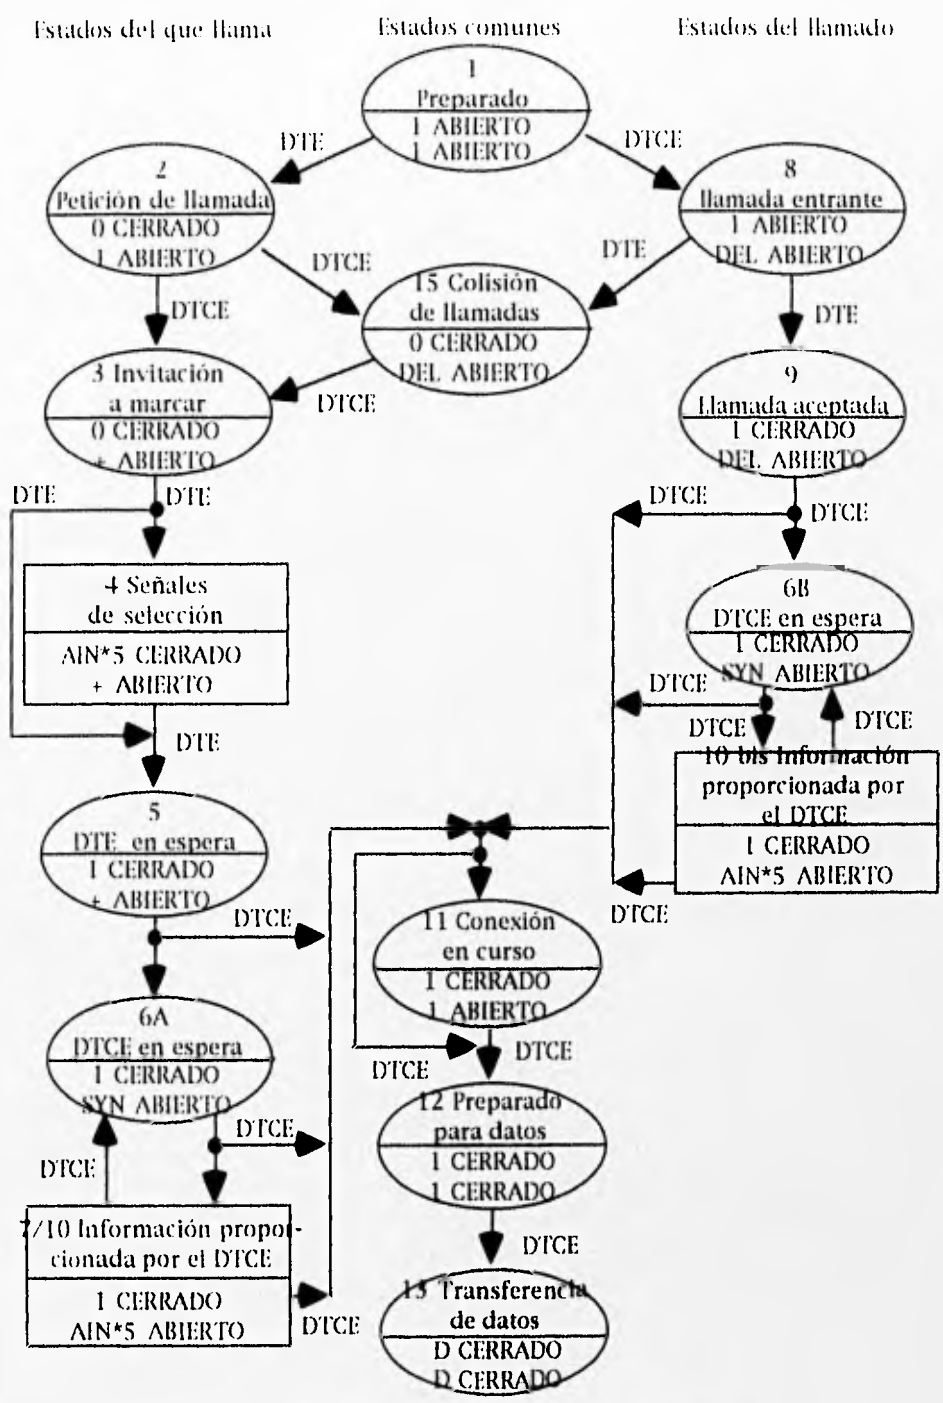 Estados del que llama
Estados comunes
Estados del llamado
1
Preparado
1 ABIERTO
1 ABIERTO
DTE
DTCE
2
Petición de llamada
0 CERRADO
1 ABIERTO
8
llamada entrante
1 ABIERTO
DEL ABIERTO
DTCE
DTE
15 Colisión
de llamadas
0 CERRADO
DEL ABIERTO
DTCE
DTE
3 Invitación
a marcar
0 CERRADO
+ ABIERTO
DTCE
9
Llamada aceptada
1 CERRADO
DEL ABIERTO
DTE
DTE
DTCE
DTCE
4 Señales
de selección
AIN*5 CERRADO
+ ABIERTO
6B
DTCE en espera
1 CERRADO
SYN ABIERTO
DTCE
DTCE
DTCE
DTE
10 bis Información
proporcionada por
el DTCE
1 CERRADO
AIN*5 ABIERTO
5
DTE en espera
1 CERRADO
+ ABIERTO
DTCE
DTCE
11 Conexión
en curso
1 CERRADO
1 ABIERTO
6A
DTCE en espera
1 CERRADO
SYN ABIERTO
DTCE
DTCE
12 Preparado
para datos
1 CERRADO
1 CERRADO
DTCE
DTCE
7/10 Información propor-
cionada por el DTCE
1 CERRADO
AIN*5 ABIERTO
DTCE
DTCE
13 Transferencia
de datos
D CERRADO
D CERRADO